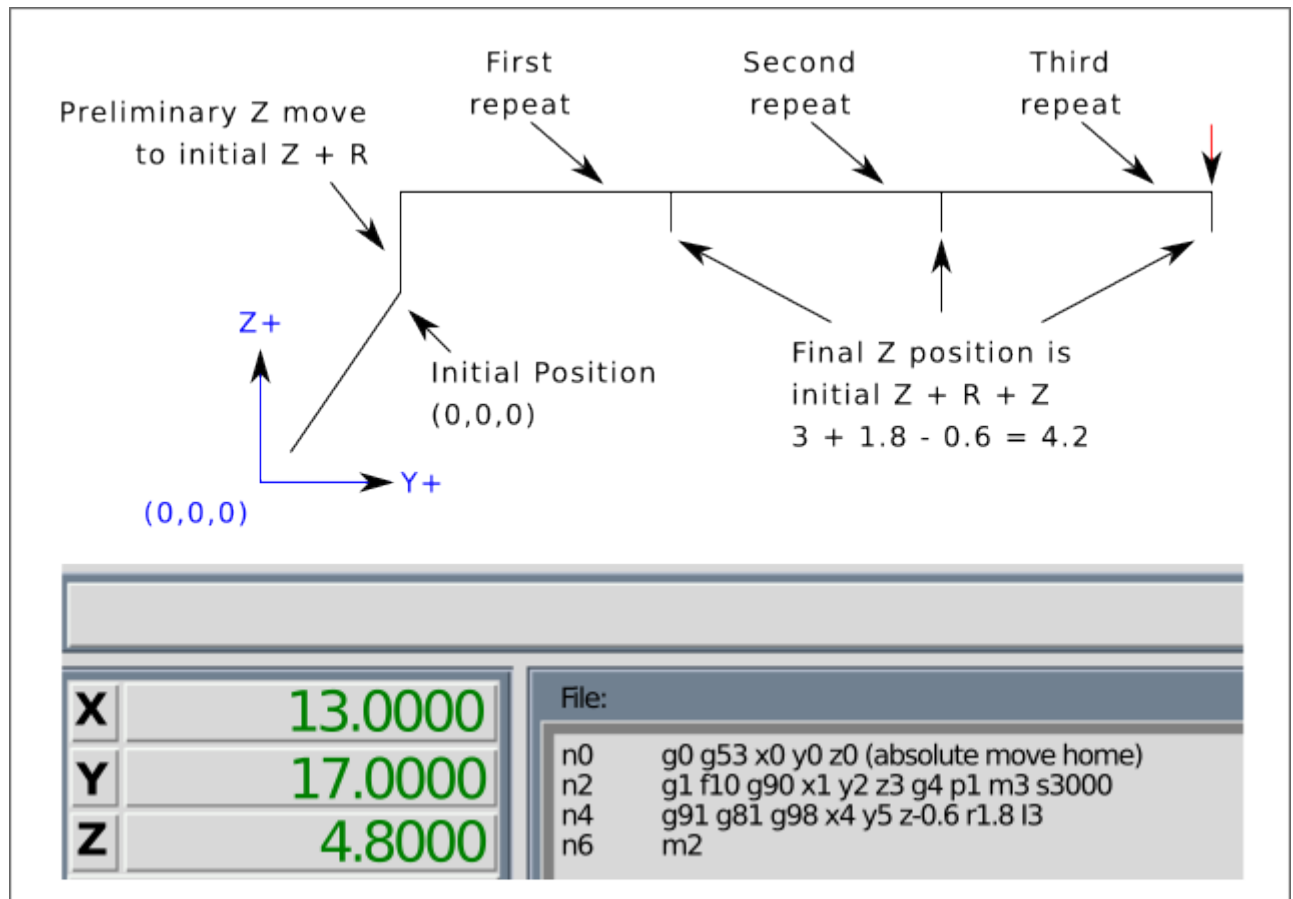 First
repeat
Second
repeat
Third
repeat
Preliminary Z move
to initial Z + R
Z+
Initial Position
(0,0,0)
Final Z position is
initial Z + R + Z
3 + 1.8 - 0.6 = 4.2
Y+
(0,0,0)
X 13.0000
Y 17.0000
Z 4.8000
File:
n0 g0 g53 x0 y0 z0 (absolute move home)
n2 g1 f10 g90 x1 y2 z3 g4 p1 m3 s3000
n4 g91 g81 g98 x4 y5 z-0.6 r1.8 l3
n6 m2